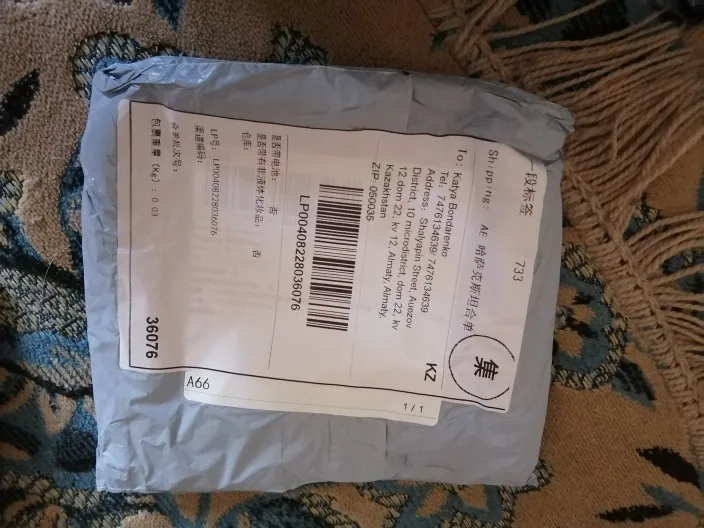 段标签 733
Shipping: AE 哈萨克斯坦合单
集
To: Katya Bondarenko
Tel: 7476134639/ 7476134639
Address: Shalyapin Street, Auezov
District, 10 microdistrict, dom 22, kv
12 dom 22, kv 12, Almaty, Almaty,
Kazakhstan
ZIP: 050035
KZ
LP00408228036076
是否带电池: 否
是否带有非液体化妆品: 否
仓库:
LP号: LP00408228036076
渠道编码:
合单批次号:
包裹重量 (Kg): 0.03
36076
A66
1/1